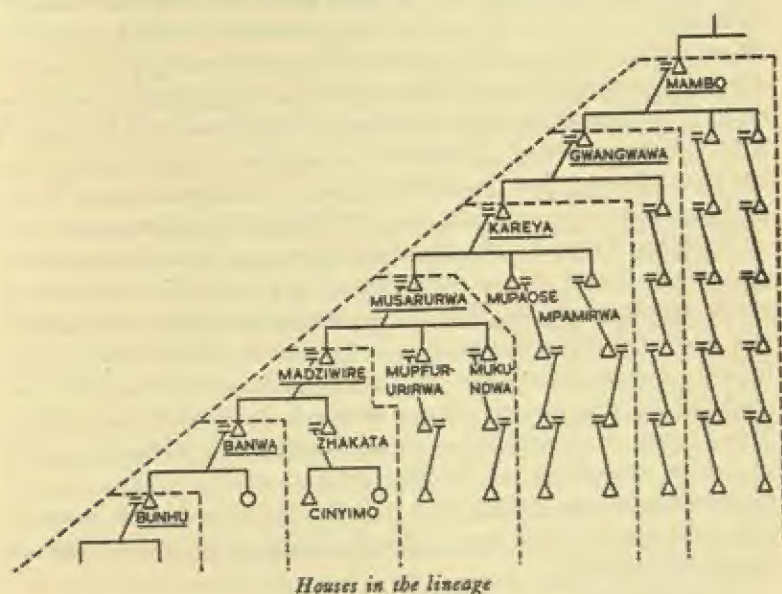 MAMBO
GWANGWAWA
KAREYA
MUSARURWA
MUPAOSE
MPAMIRWA
MADZIWIRE
MUPFUR-
URIRWA
MUKU-
NDWA
BANWA
ZHAKATA
BUNHU
CINYIMO
Houses in the lineage